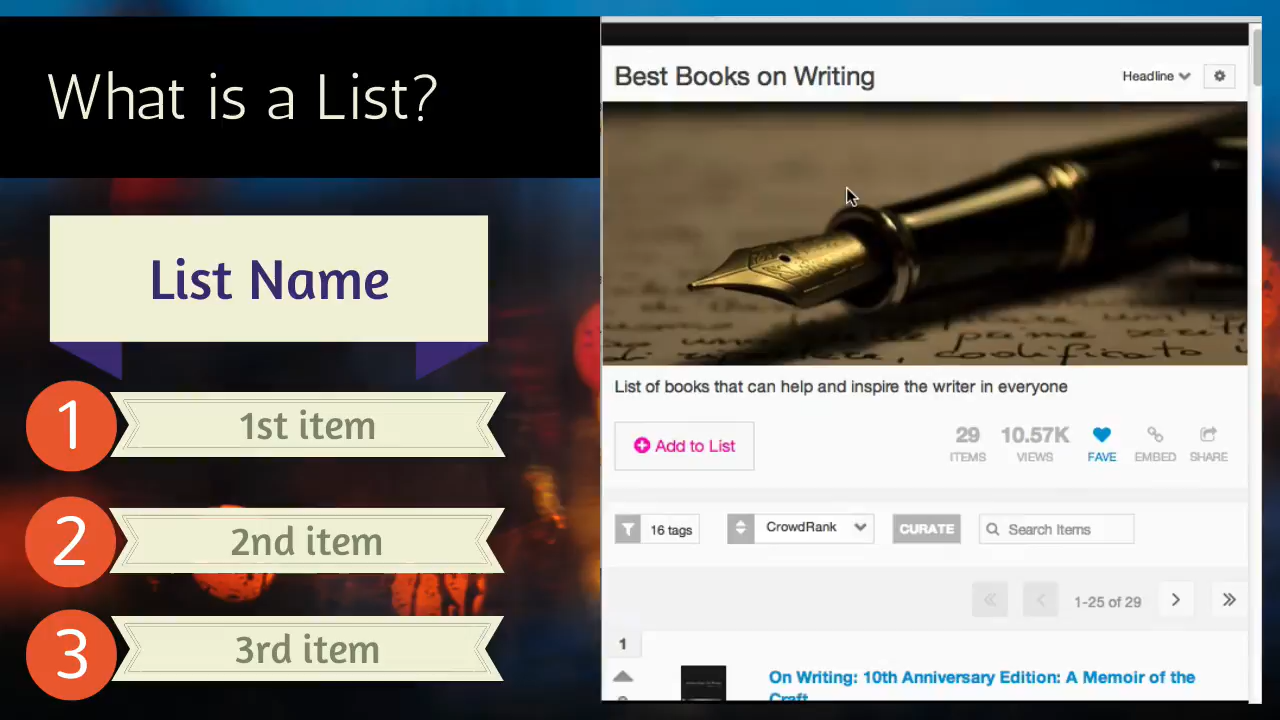 What is a List?
List Name
1
1st item
2
2nd item
3
3rd item
Best Books on Writing
Headline
List of books that can help and inspire the writer in everyone
Add to List
29
ITEMS
10.57K
VIEWS
FAVE
EMBED
SHARE
16 tags
CrowdRank
CURATE
Search Items
1-25 of 29
1
On Writing: 10th Anniversary Edition: A Memoir of the
Craft